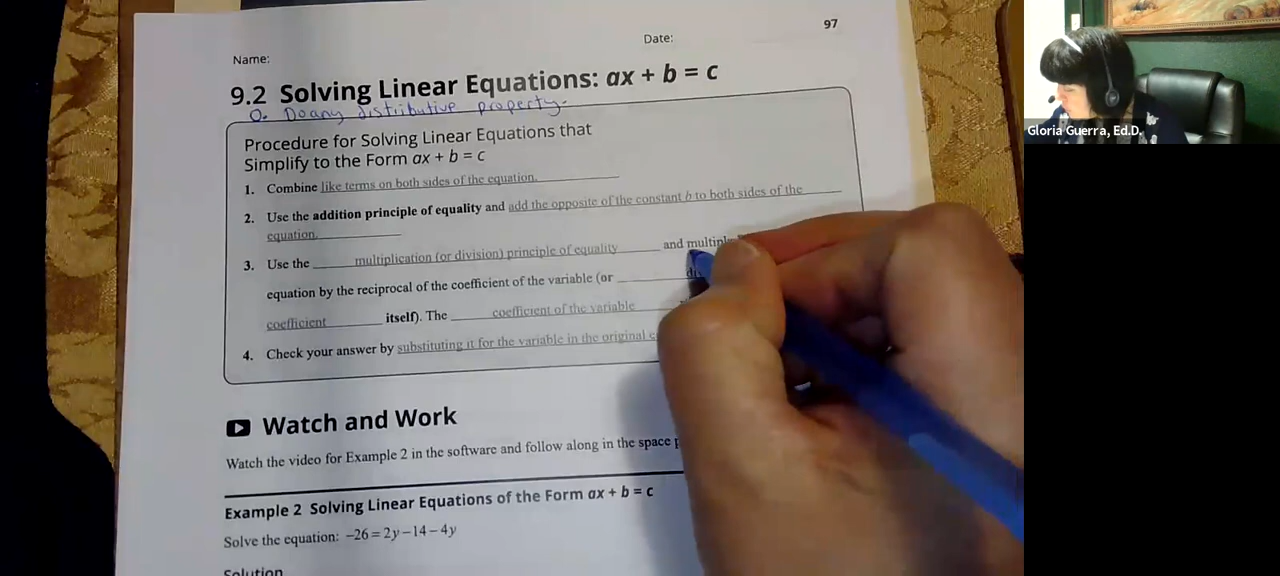 97
Name:
Date:
9.2 Solving Linear Equations: ax + b = c
0. Do any distributive property.
Procedure for Solving Linear Equations that
Simplify to the Form ax + b = c
1. Combine like terms on both sides of the equation.
2. Use the addition principle of equality and add the opposite of the constant b to both sides of the
equation.
3. Use the multiplication (or division) principle of equality and
equation by the reciprocal of the coefficient of the variable (or
coefficient itself). The coefficient of the variable
4. Check your answer by substituting it for the variable in the original
Watch and Work
Watch the video for Example 2 in the software and follow along in the space
Example 2 Solving Linear Equations of the Form ax + b = c
Solve the equation: −26 = 2y − 14 − 4y
Solution
Gloria Guerra, Ed.D.